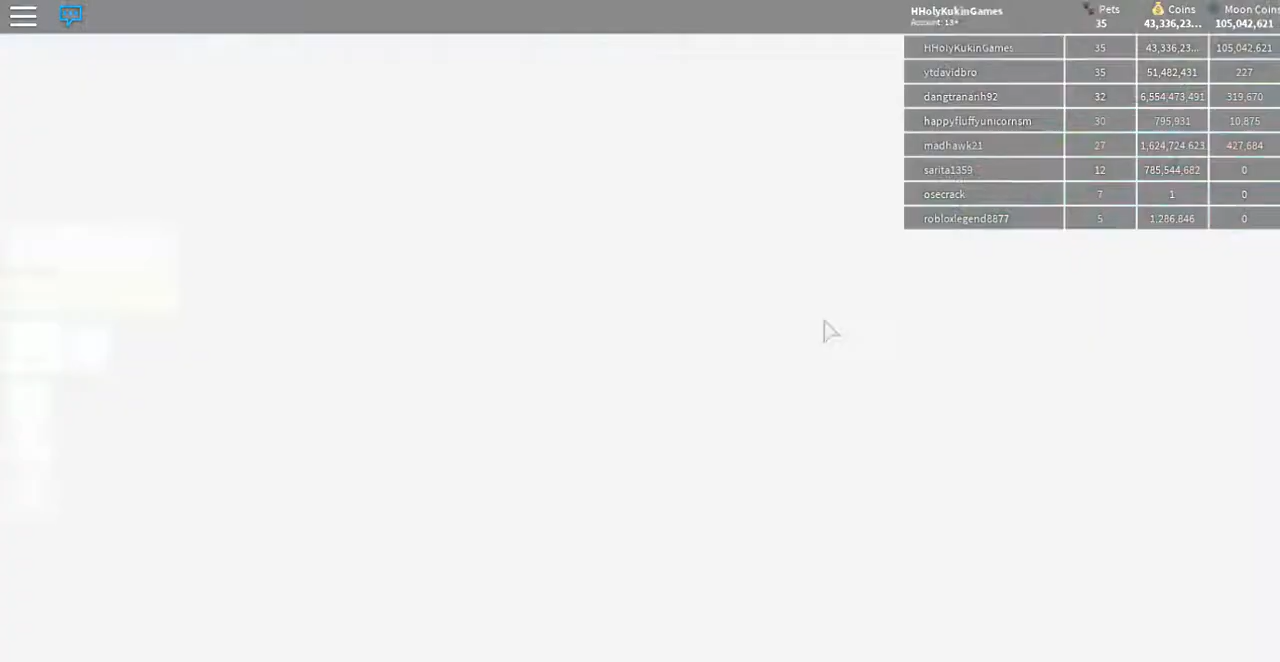 HHolyKukinGames Pets Coins Moon Coins
Account: 13+ 35 43,336,23... 105,042,621
HHolyKukinGames 35 43,336,23... 105,042,621
ytdavidbro 35 51,482,431 227
dangtrananh92 32 6,554,473,491 319,670
happyfluffyunicornsm 30 795,931 10,875
madhawk21 27 1,624,724,623 427,684
sarita1359 12 785,544,682 0
osecrack 7 1 0
robloxlegend8877 5 1,286,846 0